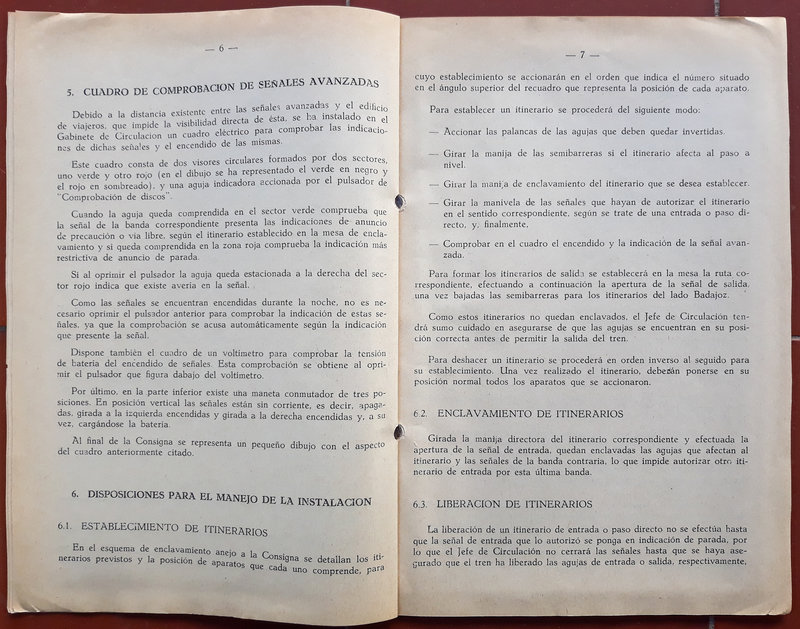 — 6 —
5. CUADRO DE COMPROBACION DE SEÑALES AVANZADAS
Debido a la distancia existente entre las señales avanzadas y el edificio
de viajeros, que impide la visibilidad directa de ésta, se ha instalado en el
Gabinete de Circulación un cuadro eléctrico para comprobar las indicacio-
nes de dichas señales y el encendido de las mismas.
Este cuadro consta de dos visores circulares formados por dos sectores,
uno verde y otro rojo (en el dibujo se ha representado el verde en negro y
el rojo en sombreado), y una aguja indicadora accionada por el pulsador de
"Comprobación de discos".
Cuando la aguja queda comprendida en el sector verde comprueba que
la señal de la banda correspondiente presenta las indicaciones de anuncio
de precaución o vía libre, según el itinerario establecido en la mesa de encla-
vamiento y si queda comprendida en la zona roja comprueba la indicación más
restrictiva de anuncio de parada.
Si al oprimir el pulsador la aguja queda estacionada a la derecha del sec-
tor rojo indica que existe avería en la señal.
Como las señales se encuentran encendidas durante la noche, no es ne-
cesario oprimir el pulsador anterior para comprobar la indicación de estas se-
ñales, ya que la comprobación se acusa automáticamente según la indicación
que presente la señal.
Dispone también el cuadro de un voltímetro para comprobar la tensión
de batería del encendido de señales. Esta comprobación se obtiene al opri-
mir el pulsador que figura dabajo del voltímetro.
Por último, en la parte inferior existe una maneta conmutador de tres po-
siciones. En posición vertical las señales están sin corriente, es decir, apaga-
das, girada a la izquierda encendidas y girada a la derecha encendidas y, a su
vez, cargándose la batería.
Al final de la Consigna se representa un pequeño dibujo con el aspecto
del cuadro anteriormente citado.
6. DISPOSICIONES PARA EL MANEJO DE LA INSTALACION
6.1. ESTABLECIMIENTO DE ITINERARIOS
En el esquema de enclavamiento anejo a la Consigna se detallan los iti-
nerarios previstos y la posición de aparatos que cada uno comprende, para
— 7 —
cuyo establecimiento se accionarán en el orden que indica el número situado
en el ángulo superior del recuadro que representa la posición de cada aparato.
Para establecer un itinerario se procederá del siguiente modo:
— Accionar las palancas de las agujas que deben quedar invertidas.
— Girar la manija de las semibarreras si el itinerario afecta al paso a
nivel.
— Girar la manija de enclavamiento del itinerario que se desea establecer.
— Girar la manivela de las señales que hayan de autorizar el itinerario
en el sentido correspondiente, según se trate de una entrada o paso di-
recto, y, finalmente,
— Comprobar en el cuadro el encendido y la indicación de la señal avan-
zada.
Para formar los itinerarios de salida se establecerá en la mesa la ruta co-
rrespondiente, efectuando a continuación la apertura de la señal de salida,
una vez bajadas las semibarreras para los itinerarios del lado Badajoz.
Como estos itinerarios no quedan enclavados, el Jefe de Circulación ten-
drá sumo cuidado en asegurarse de que las agujas se encuentran en su posi-
ción correcta antes de permitir la salida del tren.
Para deshacer un itinerario se procederá en orden inverso al seguido para
su establecimiento. Una vez realizado el itinerario, deberán ponerse en su
posición normal todos los aparatos que se accionaron.
6.2. ENCLAVAMIENTO DE ITINERARIOS
Girada la manija directora del itinerario correspondiente y efectuada la
apertura de la señal de entrada, quedan enclavadas las agujas que afectan al
itinerario y las señales de la banda contraria, lo que impide autorizar otro iti-
nerario de entrada por esta última banda.
6.3. LIBERACION DE ITINERARIOS
La liberación de un itinerario de entrada o paso directo no se efectúa hasta
que la señal de entrada que lo autorizó se ponga en indicación de parada, por
lo que el Jefe de Circulación no cerrará las señales hasta que se haya ase-
gurado que el tren ha liberado las agujas de entrada o salida, respectivamente,